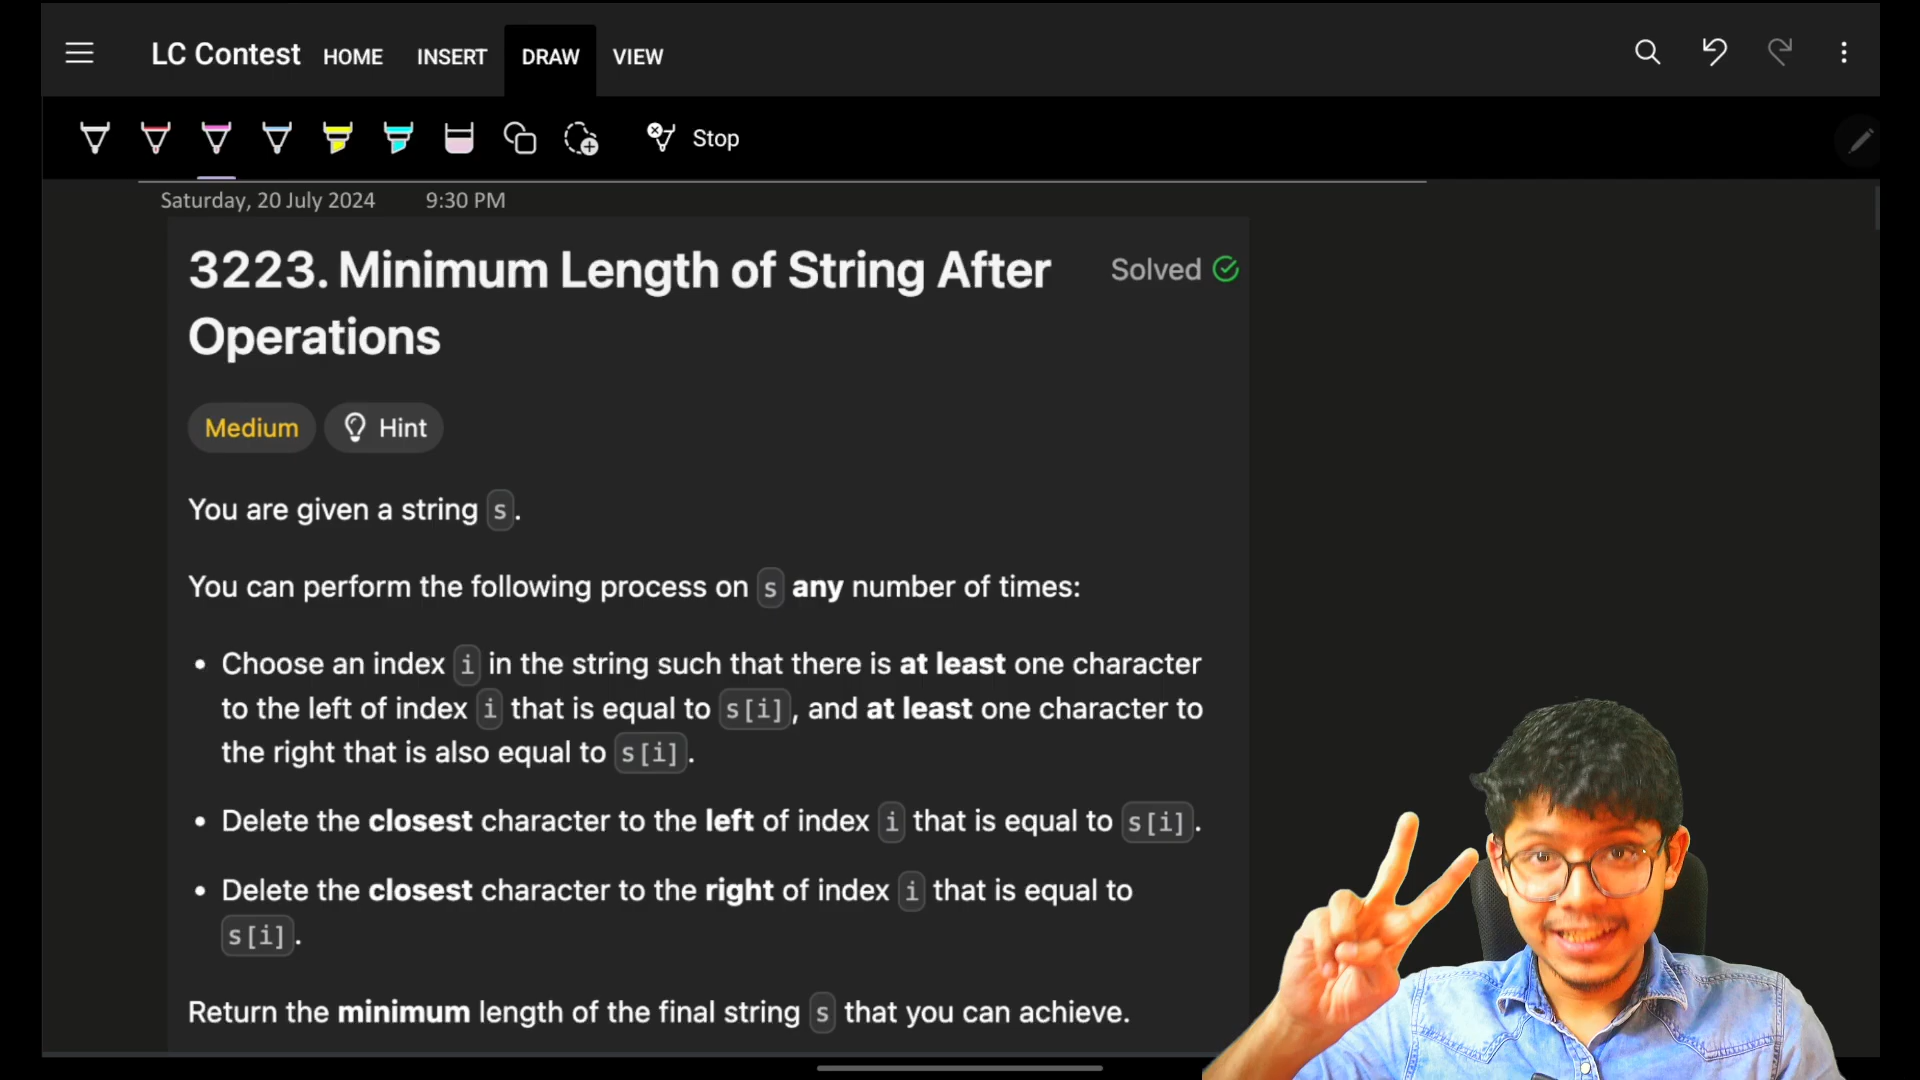 LC Contest HOME INSERT DRAW VIEW
Stop
Saturday, 20 July 2024 9:30 PM
3223. Minimum Length of String After
Operations
Solved
Medium Hint
You are given a string s.
You can perform the following process on s any number of times:
• Choose an index i in the string such that there is at least one character
to the left of index i that is equal to s[i], and at least one character to
the right that is also equal to s[i].
• Delete the closest character to the left of index i that is equal to s[i].
• Delete the closest character to the right of index i that is equal to
s[i].
Return the minimum length of the final string s that you can achieve.